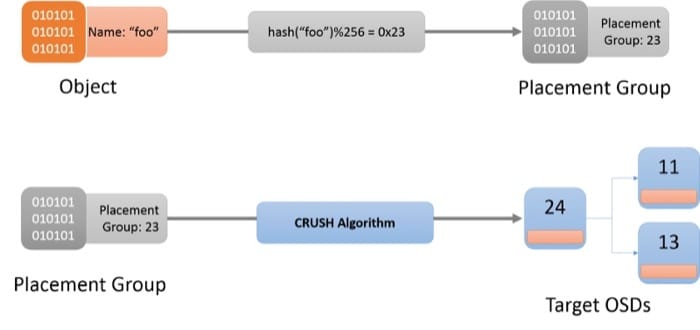 010101
010101
010101
Name: “foo”
hash(“foo”)%256 = 0x23
010101
010101
010101
Placement
Group: 23
Object
Placement Group
010101
010101
010101
Placement
Group: 23
CRUSH Algorithm
24
11
13
Placement Group
Target OSDs